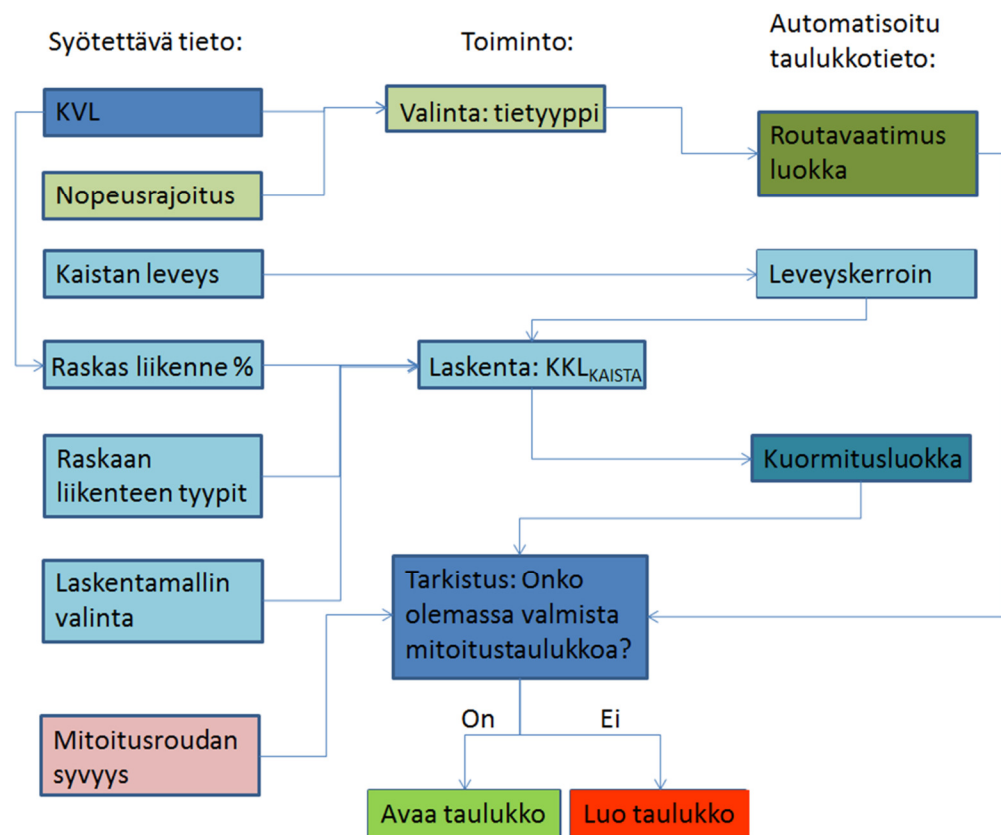 Syötettävä tieto:
Toiminto:
Automatisoitu
taulukkotieto:
KVL
Valinta: tietyyppi
Routavaatimus
luokka
Nopeusrajoitus
Kaistan leveys
Leveyskerroin
Raskas liikenne %
Laskenta: KKLKAISTA
Raskaan
liikenteen tyypit
Kuormitusluokka
Laskentamallin
valinta
Tarkistus: Onko
olemassa valmista
mitoitustaulukkoa?
Mitoitusroudan
syvyys
On
Ei
Avaa taulukko
Luo taulukko